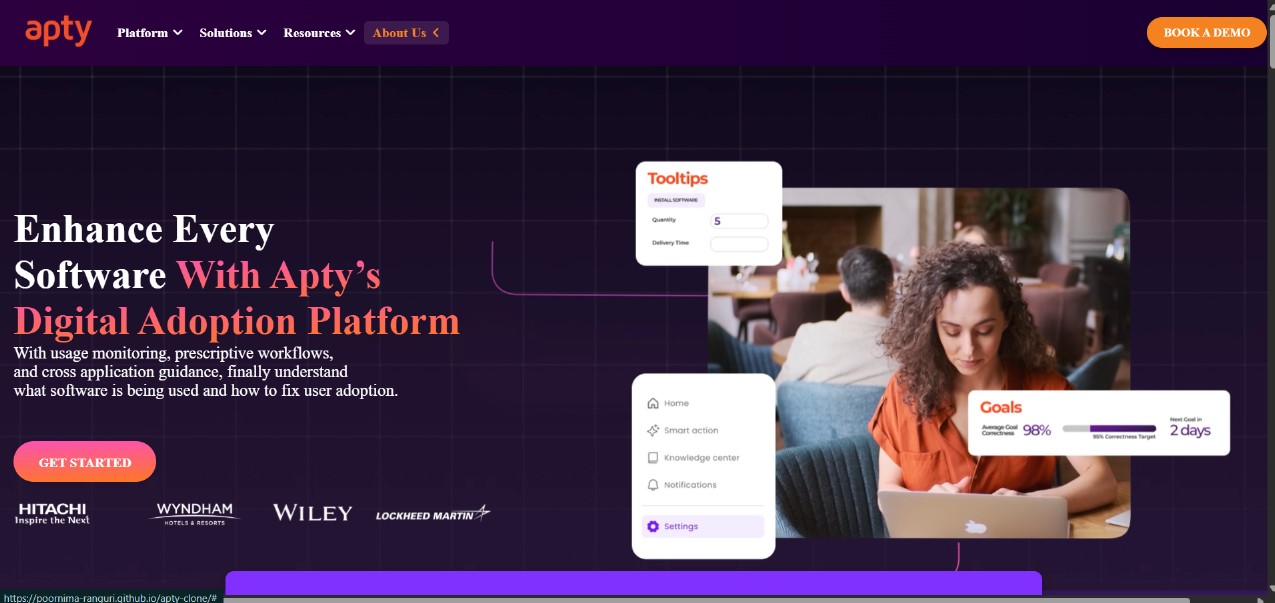 apty
Platform
Solutions
Resources
About Us
BOOK A DEMO
Enhance Every
Software With Apty’s
Digital Adoption Platform
With usage monitoring, prescriptive workflows,
and cross application guidance, finally understand
what software is being used and how to fix user adoption.
GET STARTED
HITACHI
Inspire the Next
WYNDHAM
HOTELS & RESORTS
WILEY
LOCKHEED MARTIN
Tooltips
INSTALL SOFTWARE
Quantity 5
Delivery Time
Home
Smart action
Knowledge center
Notifications
Settings
Goals
Average Goal
Correctness
98%
95% Correctness Target
Next Goal in
2 days
https://poornima-ranguri.github.io/apty-clone/#